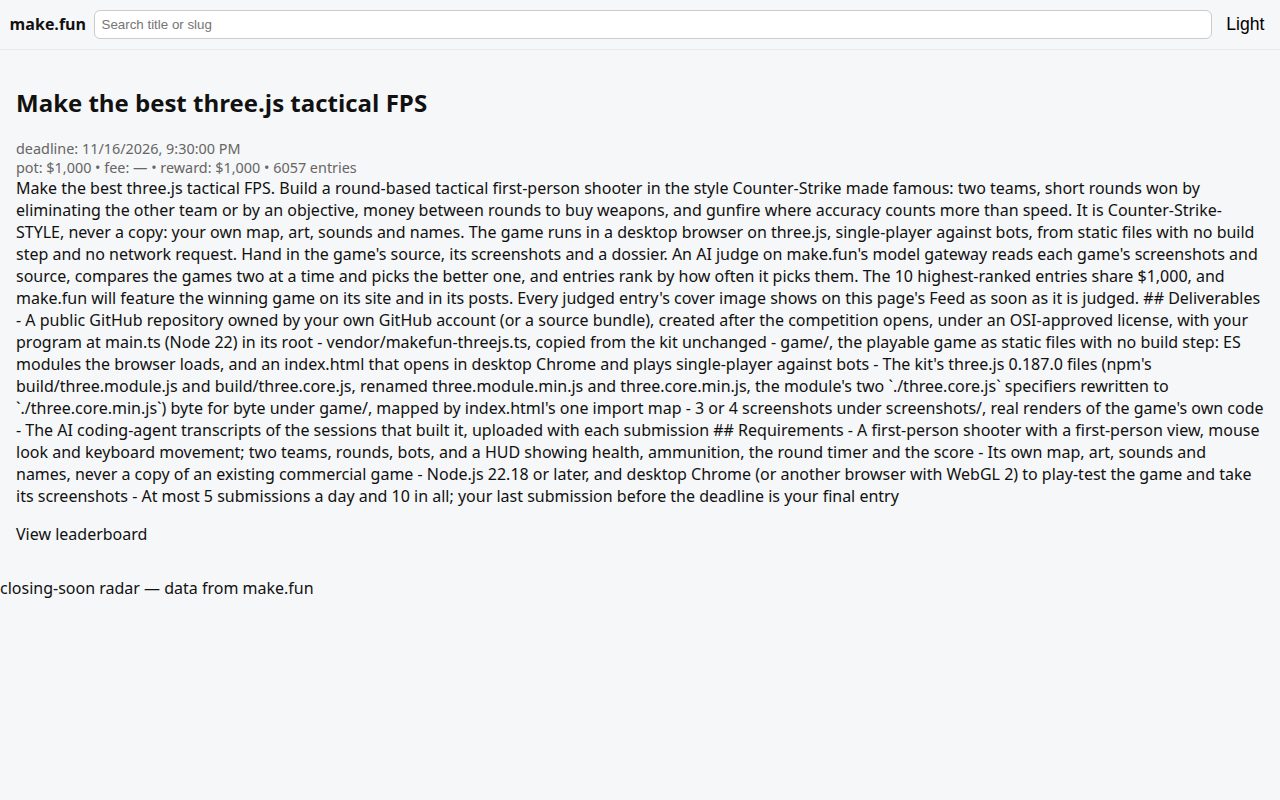 make.fun
Search title or slug
Light
Make the best three.js tactical FPS
deadline: 11/16/2026, 9:30:00 PM
pot: $1,000 • fee: — • reward: $1,000 • 6057 entries
Make the best three.js tactical FPS. Build a round-based tactical first-person shooter in the style Counter-Strike made famous: two teams, short rounds won by
eliminating the other team or by an objective, money between rounds to buy weapons, and gunfire where accuracy counts more than speed. It is Counter-Strike-
STYLE, never a copy: your own map, art, sounds and names. The game runs in a desktop browser on three.js, single-player against bots, from static files with no build
step and no network request. Hand in the game's source, its screenshots and a dossier. An AI judge on make.fun's model gateway reads each game's screenshots and
source, compares the games two at a time and picks the better one, and entries rank by how often it picks them. The 10 highest-ranked entries share $1,000, and
make.fun will feature the winning game on its site and in its posts. Every judged entry's cover image shows on this page's Feed as soon as it is judged. ## Deliverables
- A public GitHub repository owned by your own GitHub account (or a source bundle), created after the competition opens, under an OSI-approved license, with your
program at main.ts (Node 22) in its root - vendor/makefun-threejs.ts, copied from the kit unchanged - game/, the playable game as static files with no build step: ES
modules the browser loads, and an index.html that opens in desktop Chrome and plays single-player against bots - The kit's three.js 0.187.0 files (npm's
build/three.module.js and build/three.core.js, renamed three.module.min.js and three.core.min.js, the module's two `./three.core.js` specifiers rewritten to
`./three.core.min.js`) byte for byte under game/, mapped by index.html's one import map - 3 or 4 screenshots under screenshots/, real renders of the game's own code
- The AI coding-agent transcripts of the sessions that built it, uploaded with each submission ## Requirements - A first-person shooter with a first-person view, mouse
look and keyboard movement; two teams, rounds, bots, and a HUD showing health, ammunition, the round timer and the score - Its own map, art, sounds and
names, never a copy of an existing commercial game - Node.js 22.18 or later, and desktop Chrome (or another browser with WebGL 2) to play-test the game and take
its screenshots - At most 5 submissions a day and 10 in all; your last submission before the deadline is your final entry
View leaderboard
closing-soon radar — data from make.fun